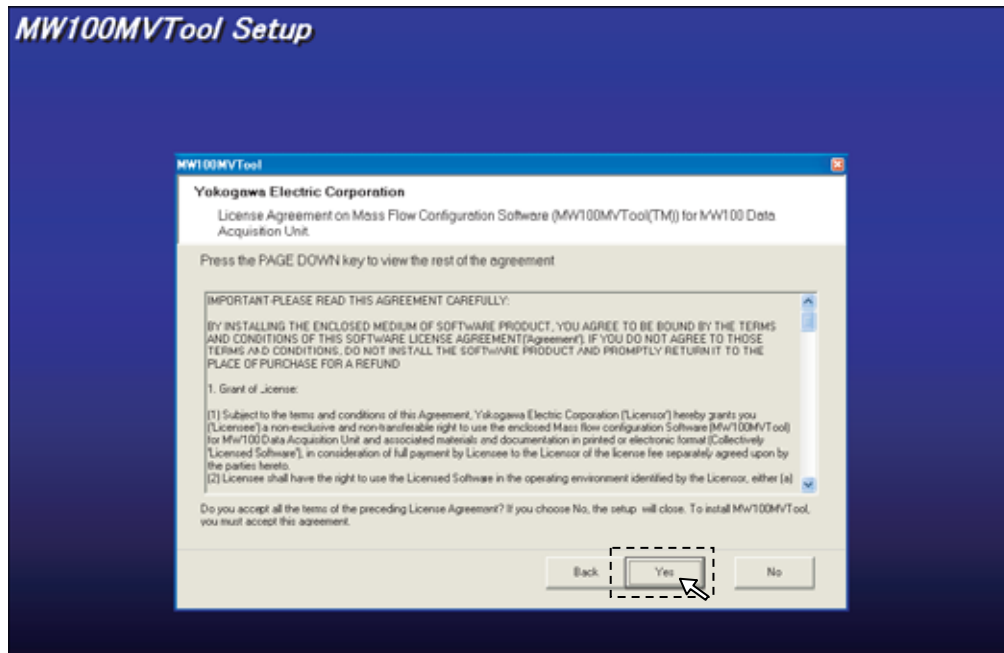 MW100MVTool Setup
MW100MVTool
Yokogawa Electric Corporation
License Agreement on Mass Flow Configuration Software (MW100MVTool(TM)) for MW100 Data
Acquisition Unit.
Press the PAGE DOWN key to view the rest of the agreement
IMPORTANT-PLEASE READ THIS AGREEMENT CAREFULLY:
BY INSTALLING THE ENCLOSED MEDIUM OF SOFTWARE PRODUCT, YOU AGREE TO BE BOUND BY THE TERMS
AND CONDITIONS OF THIS SOFTWARE LICENSE AGREEMENT('Agreement'). IF YOU DO NOT AGREE TO THOSE
TERMS AND CONDITIONS, DO NOT INSTALL THE SOFTWARE PRODUCT AND PROMPTLY RETURN IT TO THE
PLACE OF PURCHASE FOR A REFUND
1. Grant of License:
(1) Subject to the terms and conditions of this Agreement, Yokogawa Electric Corporation ('Licensor') hereby grants you
('Licensee') a non-exclusive and non-transferable right to use the enclosed Mass flow configuration Software (MW100MVTool)
for MW100 Data Acquisition Unit and associated materials and documentation in printed or electronic format (Collectively
'Licensed Software'), in consideration of full payment by Licensee to the Licensor of the license fee separately agreed upon by
the parties hereto.
(2) Licensee shall have the right to use the Licensed Software in the operating environment identified by the Licensor, either (a)
Do you accept all the terms of the preceding License Agreement? If you choose No, the setup will close. To install MW100MVTool,
you must accept this agreement.
Back
Yes
No